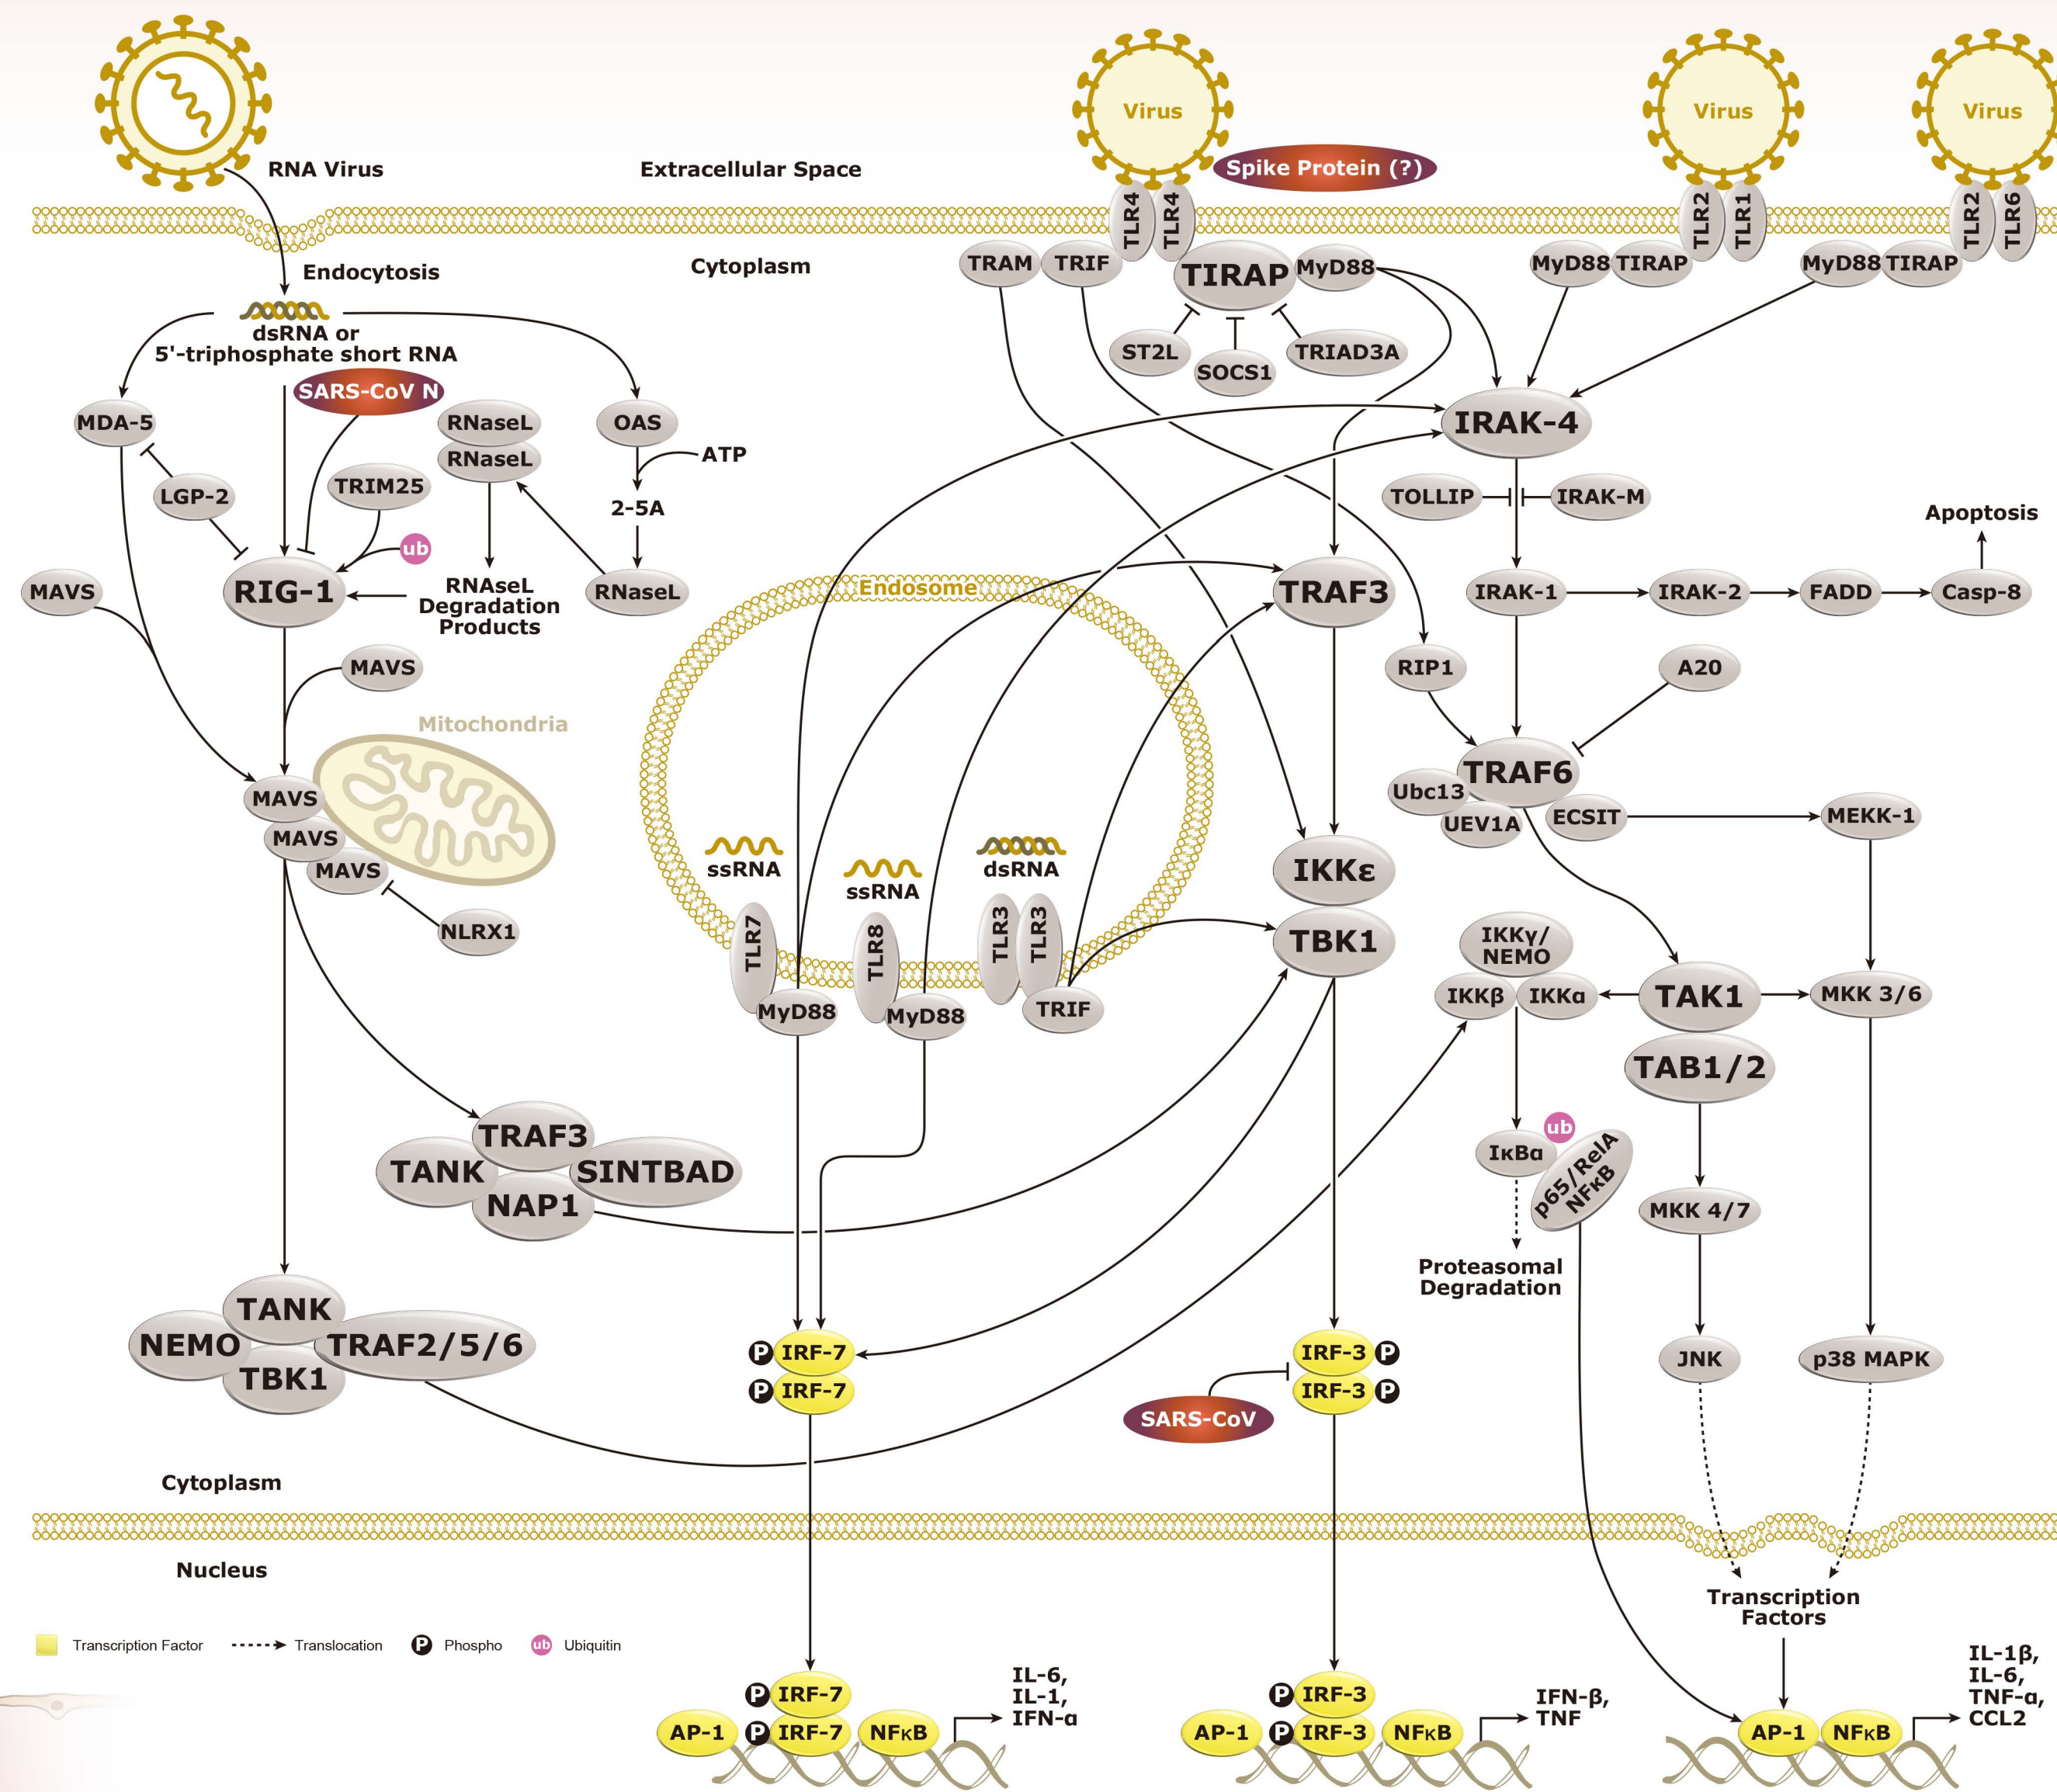 Virus
Virus
Virus
RNA Virus
Extracellular Space
Spike Protein (?)
TLR4
TLR4
TLR2
TLR1
TLR2
TLR6
Endocytosis
Cytoplasm
TRAM
TRIF
TIRAP
MyD88
MyD88
TIRAP
MyD88
TIRAP
dsRNA or
5'-triphosphate short RNA
ST2L
SOCS1
TRIAD3A
SARS-CoV N
MDA-5
RNaseL
RNaseL
OAS
ATP
IRAK-4
LGP-2
TRIM25
2-5A
TOLLIP
IRAK-M
Apoptosis
ub
MAVS
RIG-1
RNAseL
Degradation
Products
RNaseL
Endosome
TRAF3
IRAK-1
IRAK-2
FADD
Casp-8
MAVS
RIP1
A20
Mitochondria
MAVS
MAVS
MAVS
NLRX1
TRAF6
Ubc13
UEV1A
ECSIT
MEKK-1
ssRNA
ssRNA
dsRNA
IKKε
TLR7
TLR8
TLR3
TLR3
TBK1
MyD88
MyD88
TRIF
IKKγ/
NEMO
IKKβ
IKKα
TAK1
MKK 3/6
TAB1/2
TRAF3
TANK
SINTBAD
NAP1
ub
IκBα
p65/RelA
NFκB
MKK 4/7
Proteasomal
Degradation
TANK
NEMO
TRAF2/5/6
TBK1
P IRF-7
P IRF-7
IRF-3 P
IRF-3 P
SARS-CoV
JNK
p38 MAPK
Cytoplasm
Nucleus
Transcription
Factors
Transcription Factor
Translocation
P Phospho
ub Ubiquitin
P IRF-7
AP-1
P IRF-7
NFκB
IL-6,
IL-1,
IFN-α
P IRF-3
AP-1
P IRF-3
NFκB
IFN-β,
TNF
AP-1
NFκB
IL-1β,
IL-6,
TNF-α,
CCL2